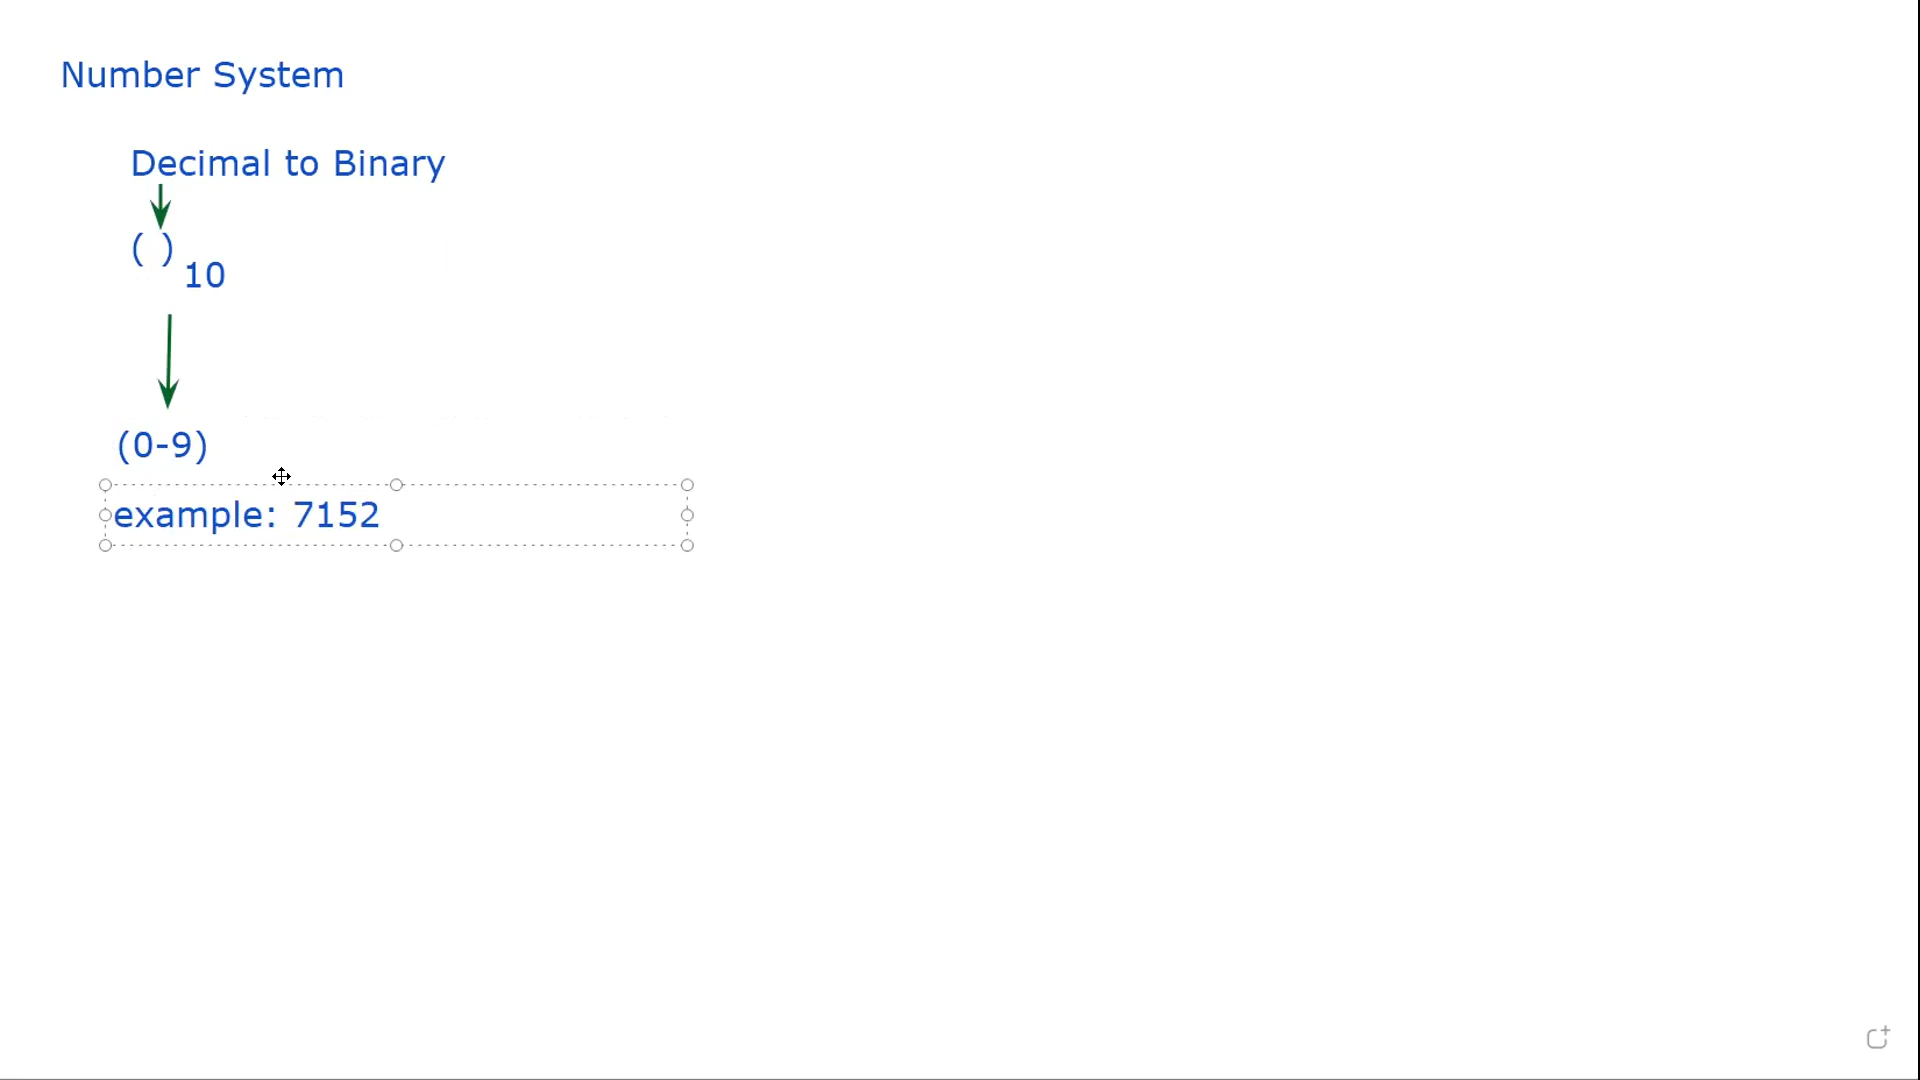 Number System
Decimal to Binary
( )
10
(0-9)
example: 7152